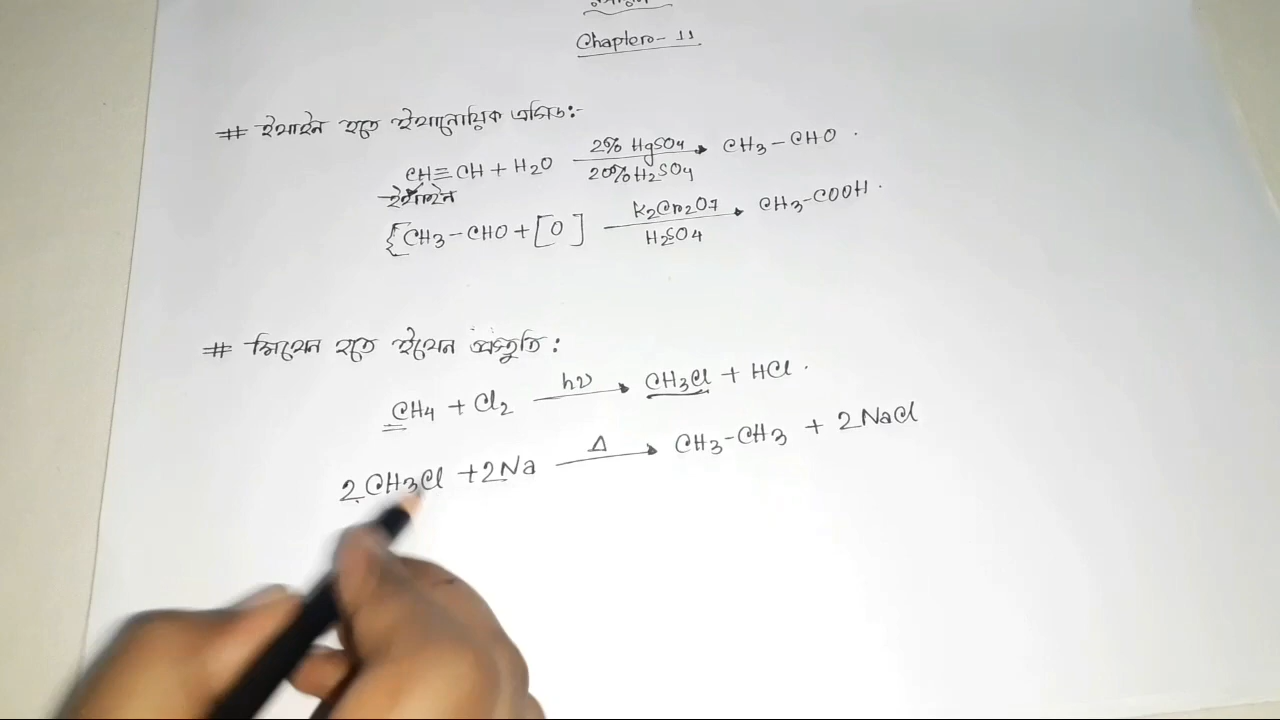 Chapter-11
# ইথাইন হতে ইথানোয়িক এসিড:-
CH≡CH + H2O 2% HgSO4 20% H2SO4 → CH3-CHO.
ইথাইন
{CH3-CHO + [O] K2Cr2O7 H2SO4 → CH3-COOH.
# মিথেন হতে ইথেন প্রস্তুতি:
CH4 + Cl2 hν → CH3Cl + HCl.
2CH3Cl + 2Na Δ → CH3-CH3 + 2NaCl